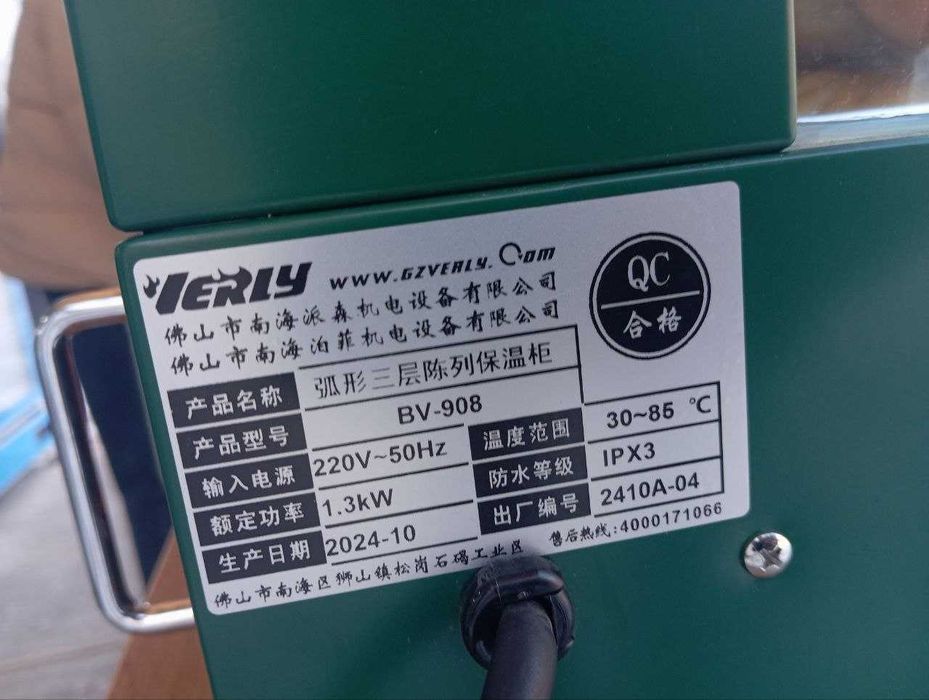 VERLY
www.GZVERLY.Com
佛山市南海派森机电设备有限公司
佛山市南海泊菲机电设备有限公司
QC
合格
产品名称 弧形三层陈列保温柜
产品型号 BV-908
输入电源 220V~50Hz 温度范围 30~85 ℃
额定功率 1.3kW 防水等级 IPX3
生产日期 2024-10 出厂编号 2410A-04
佛山市南海区狮山镇松岗石碣工业区 售后热线:4000171066